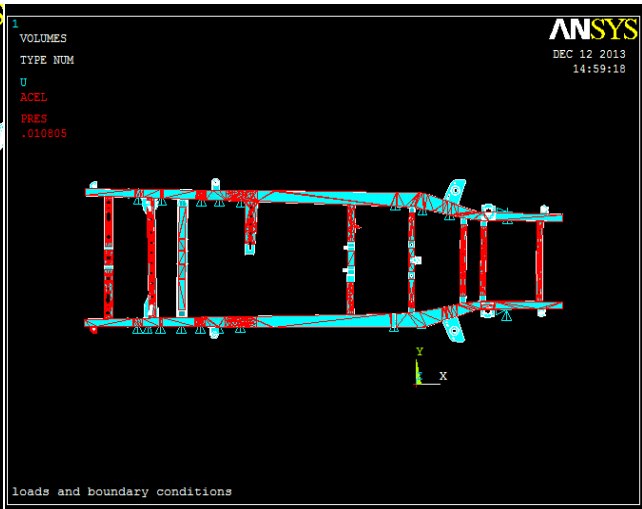 1
VOLUMES
TYPE NUM
U
ACEL
PRES
.010805
ANSYS
DEC 12 2013
14:59:18
Y
X
loads and boundary conditions